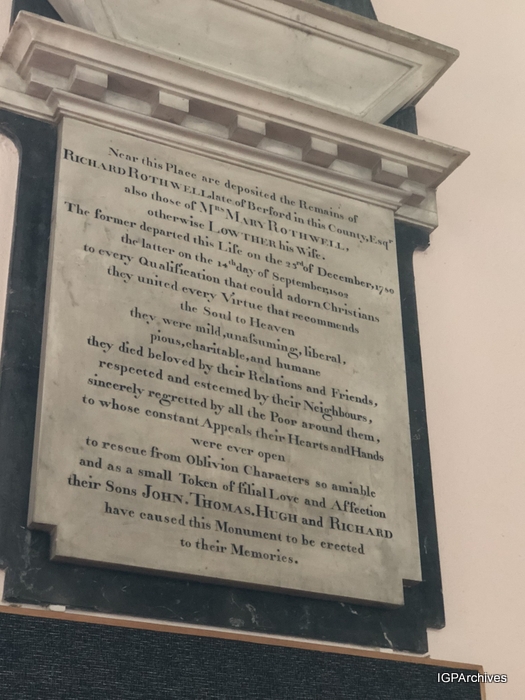 Near this Place are deposited the Remains of
RICHARD ROTHWELL, late of Berford in this County, Esqr
also those of Mrs MARY ROTHWELL,
otherwise LOWTHER his Wife.
The former departed this Life on the 22d of December, 1780
the latter on the 14th day of September, 1802
to every Qualification that could adorn Christians
they united every Virtue that recommends
the Soul to Heaven
they were mild, unaſsuming, liberal,
pious, charitable, and humane
they died beloved by their Relations and Friends,
respected and esteemed by their Neighbours,
sincerely regretted by all the Poor around them,
to whose constant Appeals their Hearts and Hands
were ever open
to rescue from Oblivion Characters so amiable
and as a small Token of filial Love and Affection
their Sons JOHN, THOMAS, HUGH and RICHARD
have caused this Monument to be erected
to their Memories.
IGPArchives